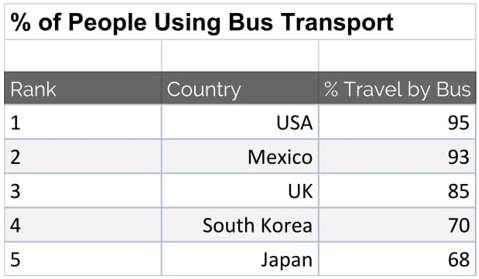 % of People Using Bus Transport
Rank Country % Travel by Bus
1 USA 95
2 Mexico 93
3 UK 85
4 South Korea 70
5 Japan 68